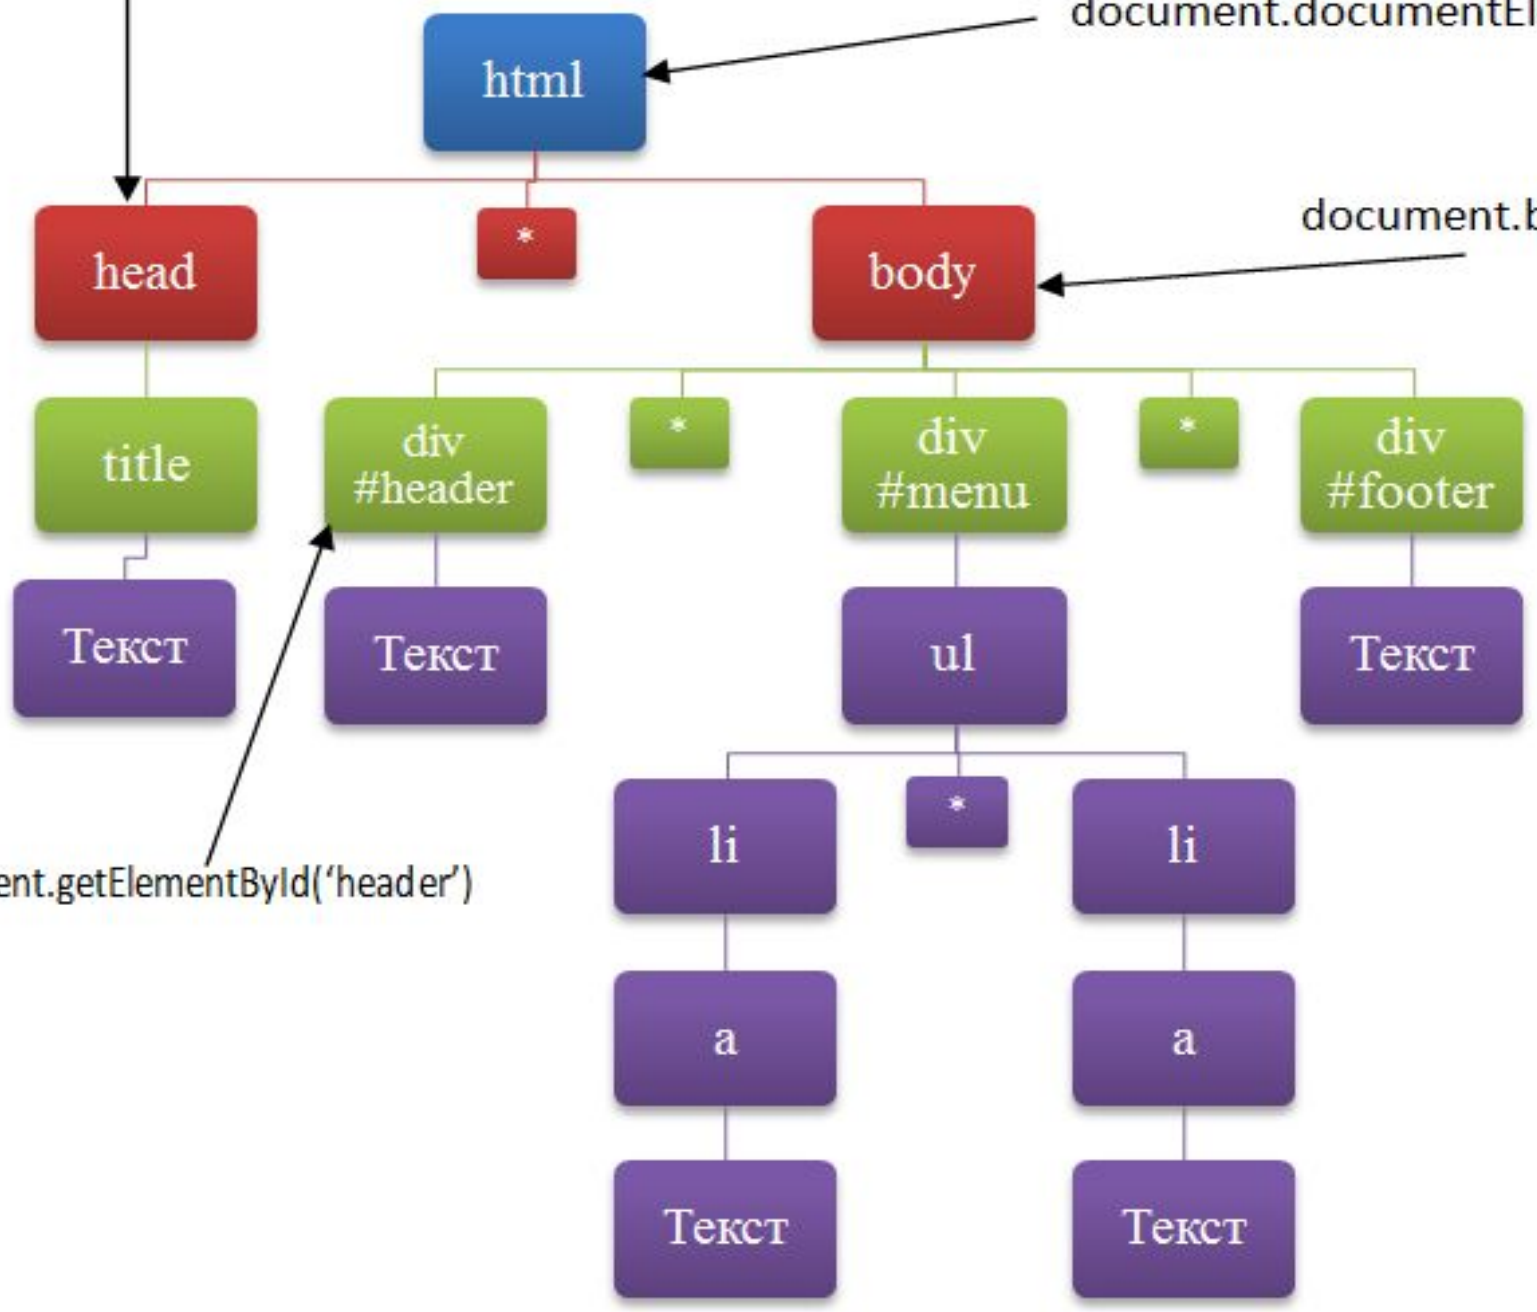 document.documentEl
html
document.b
head
*
body
title
div
#header
*
div
#menu
*
div
#footer
Текст
Текст
ul
Текст
li
*
li
ent.getElementById(‘header’)
a
a
Текст
Текст